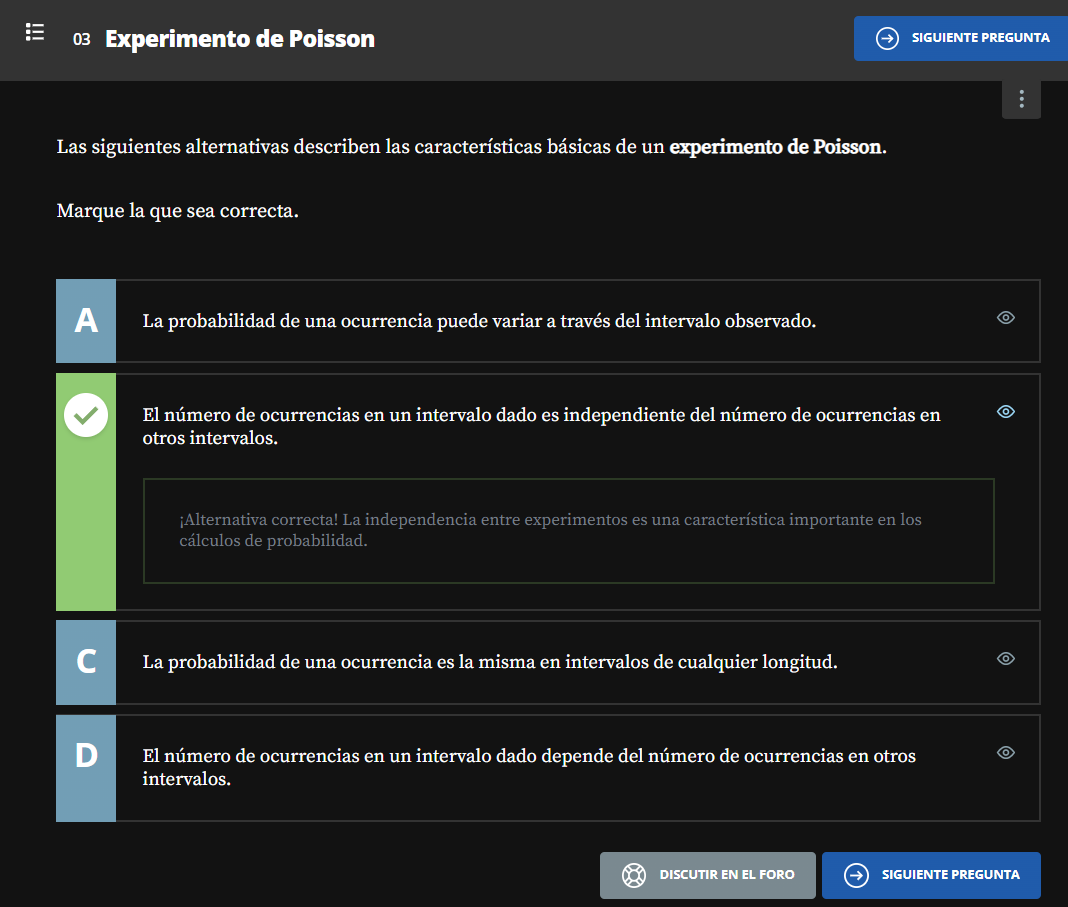 03 Experimento de Poisson
SIGUIENTE PREGUNTA
Las siguientes alternativas describen las características básicas de un experimento de Poisson.
Marque la que sea correcta.
A
La probabilidad de una ocurrencia puede variar a través del intervalo observado.
El número de ocurrencias en un intervalo dado es independiente del número de ocurrencias en
otros intervalos.
¡Alternativa correcta! La independencia entre experimentos es una característica importante en los
cálculos de probabilidad.
C
La probabilidad de una ocurrencia es la misma en intervalos de cualquier longitud.
D
El número de ocurrencias en un intervalo dado depende del número de ocurrencias en otros
intervalos.
DISCUTIR EN EL FORO
SIGUIENTE PREGUNTA